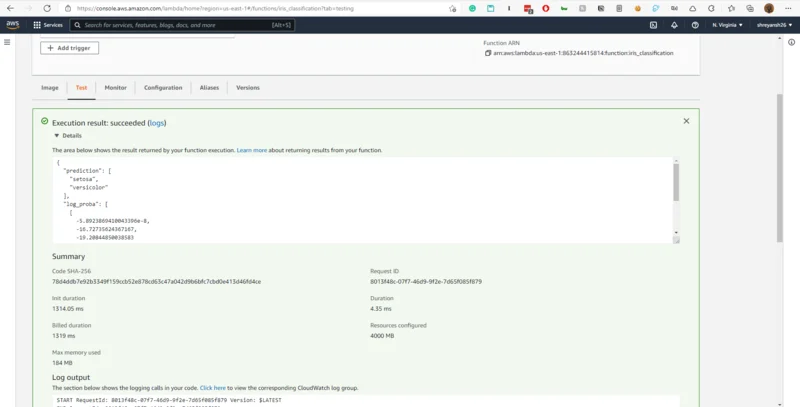 https://console.aws.amazon.com/lambda/home?region=us-east-1#/functions/iris_classification?tab=testing
aws
Services
Search for services, features, blogs, docs, and more
[Alt+S]
N. Virginia
shreyansh26
+ Add trigger
Function ARN
arn:aws:lambda:us-east-1:863244415814:function:iris_classification
Image
Test
Monitor
Configuration
Aliases
Versions
Execution result: succeeded (logs)
Details
The area below shows the result returned by your function execution. Learn more about returning results from your function.
{
"prediction": [
"setosa",
"versicolor"
],
"log_proba": [
[
-16.72735624367167,
-19.20844850038583
Summary
Code SHA-256
Request ID
8013f48c-07f7-46d9-9f2e-7d65f085f879
Init duration
Duration
1314.05 ms
4.35 ms
Billed duration
Resources configured
1319 ms
4000 MB
Max memory used
184 MB
Log output
The section below shows the logging calls in your code. Click here to view the corresponding CloudWatch log group.
START RequestId: 8013f48c-07f7-46d9-9f2e-7d65f085f879 Version: $LATEST